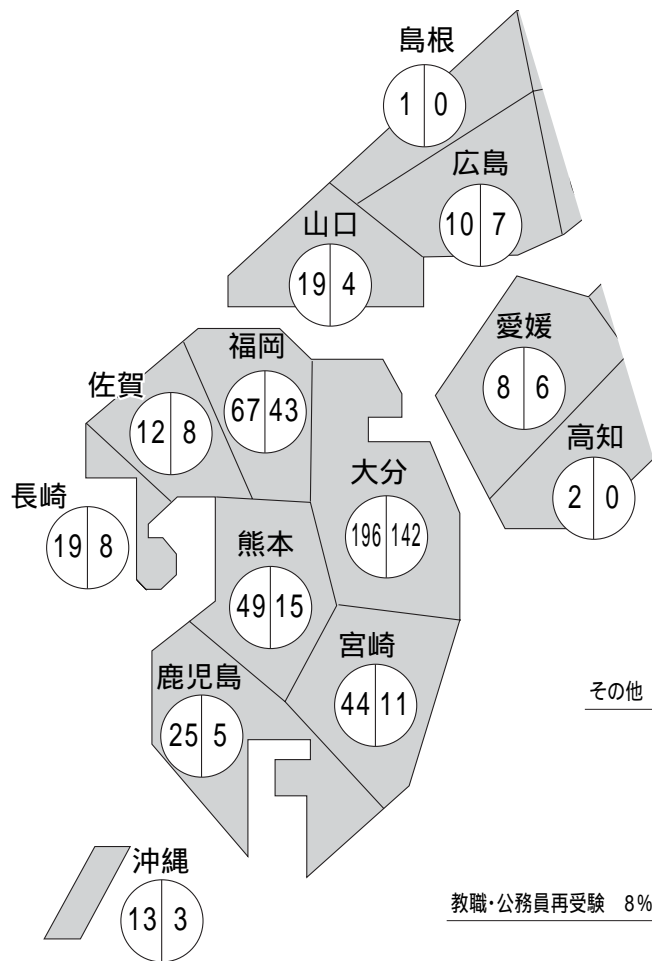 島根
1 0
広島
10 7
山口
19 4
愛媛
8 6
福岡
67 43
佐賀
12 8
高知
2 0
大分
196 142
長崎
19 8
熊本
49 15
宮崎
44 11
鹿児島
25 5
その他
沖縄
13 3
教職・公務員再受験 8%